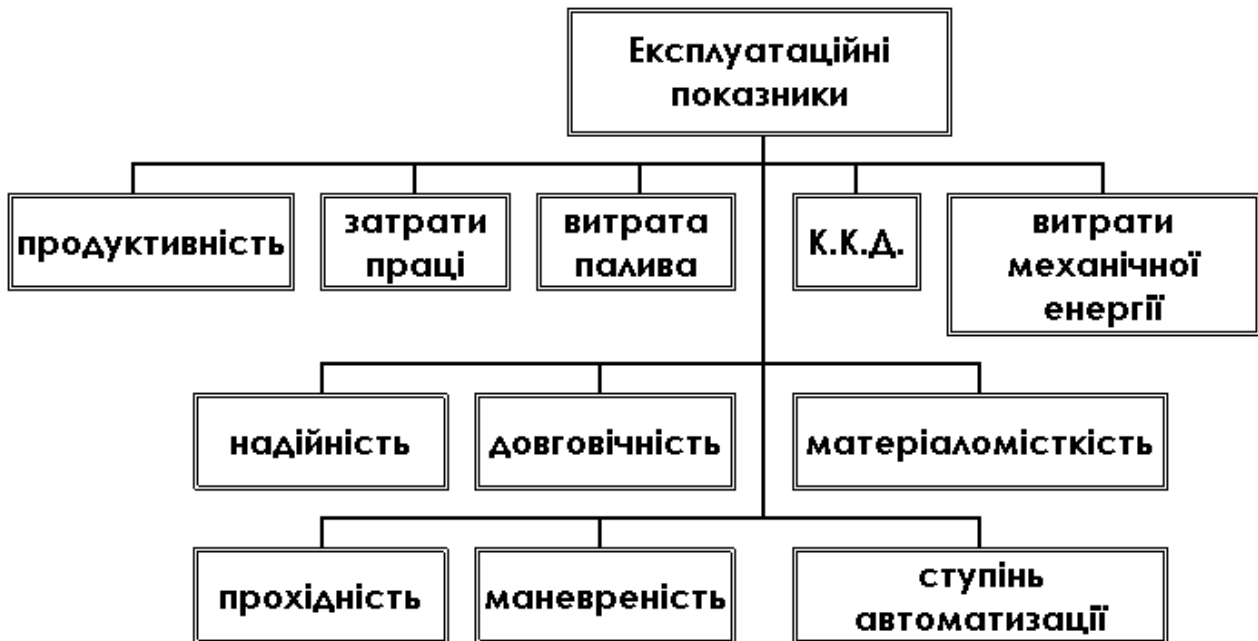 Експлуатаційні
показники
продуктивність
затрати
праці
витрата
палива
К.К.Д.
витрати
механічної
енергії
надійність
довговічність
матеріаломісткість
прохідність
маневреність
ступінь
автоматизації